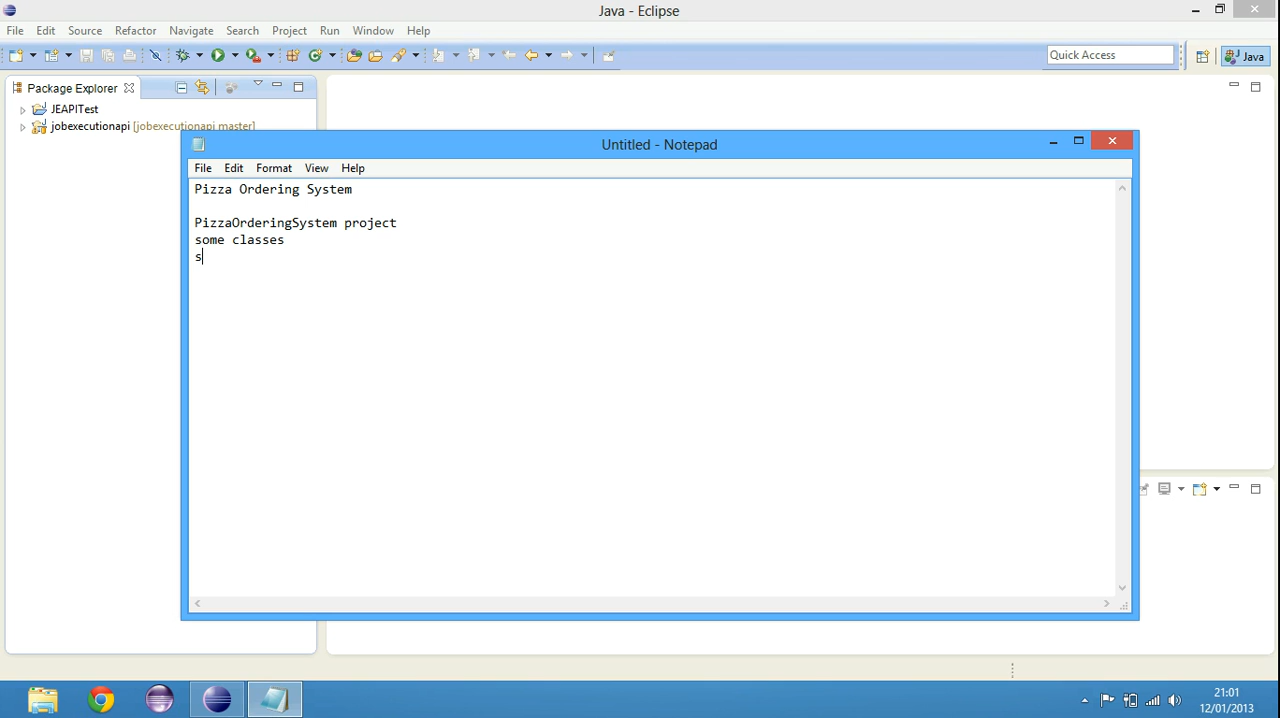 Java - Eclipse
File Edit Source Refactor Navigate Search Project Run Window Help
Quick Access
Java
Package Explorer
JEAPITest
jobexecutionapi [jobexecutionapi master]
Untitled - Notepad
File Edit Format View Help
Pizza Ordering System
PizzaOrderingSystem project
some classes
s
21:01
12/01/2013